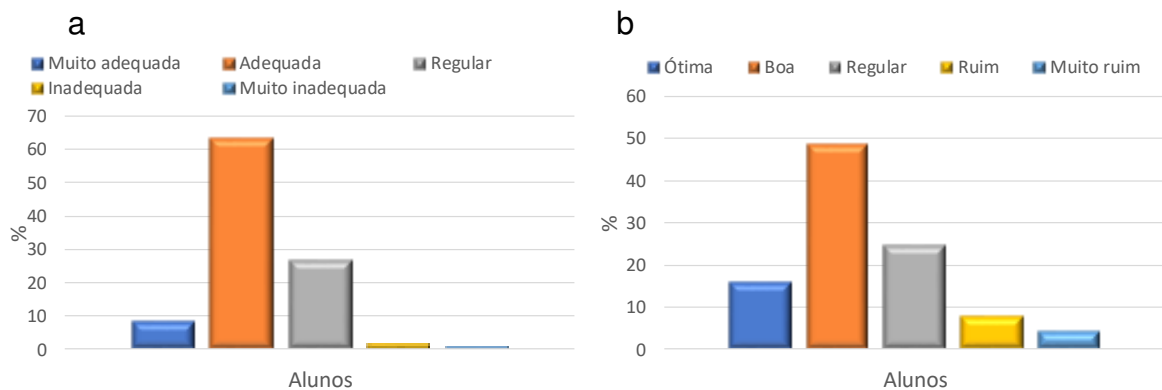 a
Muito adequada Adequada Regular
Inadequada Muito inadequada
70
60
50
40
30
20
10
0
%
Alunos
b
Ótima Boa Regular Ruim Muito ruim
60
50
40
30
20
10
0
%
Alunos